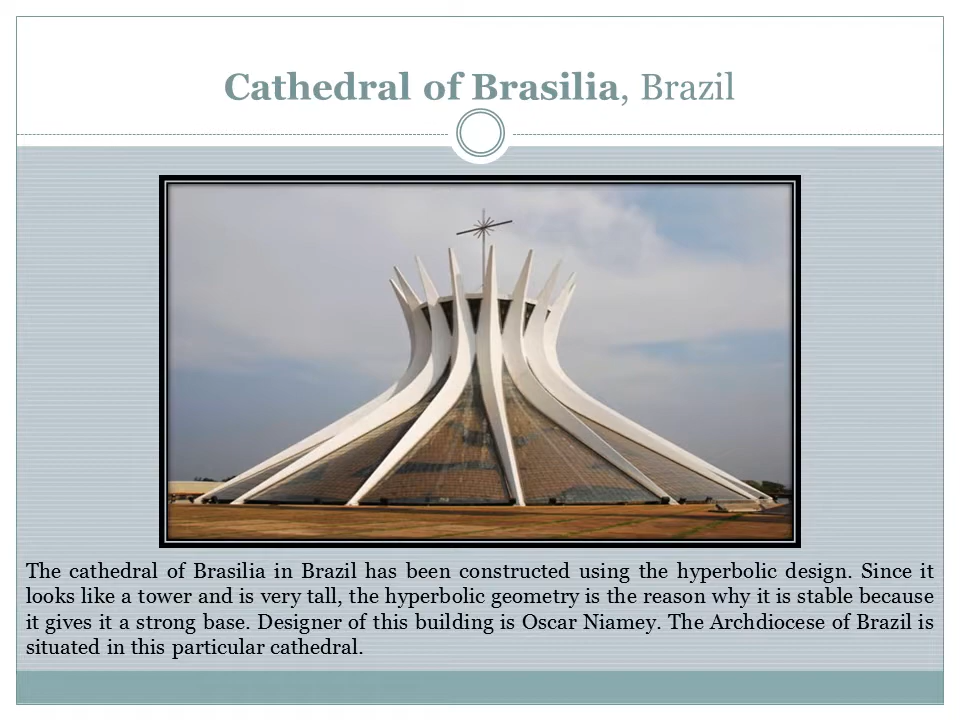 Cathedral of Brasilia, Brazil
The cathedral of Brasilia in Brazil has been constructed using the hyperbolic design. Since it
looks like a tower and is very tall, the hyperbolic geometry is the reason why it is stable because
it gives it a strong base. Designer of this building is Oscar Niamey. The Archdiocese of Brazil is
situated in this particular cathedral.